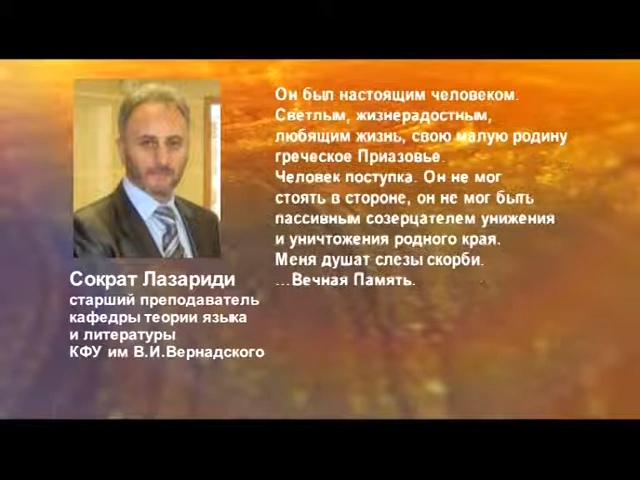 Он был настоящим человеком.
Светлым, жизнерадостным,
любящим жизнь, свою малую родину
греческое Приазовье.
Человек поступка. Он не мог
стоять в стороне, он не мог быть
пассивным созерцателем унижения
и уничтожения родного края.
Меня душат слезы скорби.
...Вечная Память.
Сократ Лазариди
старший преподаватель
кафедры теории языка
и литературы
КФУ им В.И.Вернадского